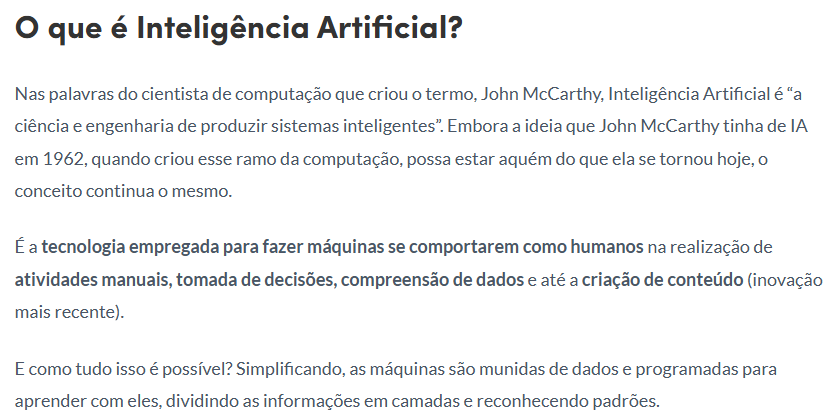 O que é Inteligência Artificial?
Nas palavras do cientista de computação que criou o termo, John McCarthy, Inteligência Artificial é “a
ciência e engenharia de produzir sistemas inteligentes”. Embora a ideia que John McCarthy tinha de IA
em 1962, quando criou esse ramo da computação, possa estar aquém do que ela se tornou hoje, o
conceito continua o mesmo.
É a tecnologia empregada para fazer máquinas se comportarem como humanos na realização de
atividades manuais, tomada de decisões, compreensão de dados e até a criação de conteúdo (inovação
mais recente).
E como tudo isso é possível? Simplificando, as máquinas são munidas de dados e programadas para
aprender com eles, dividindo as informações em camadas e reconhecendo padrões.